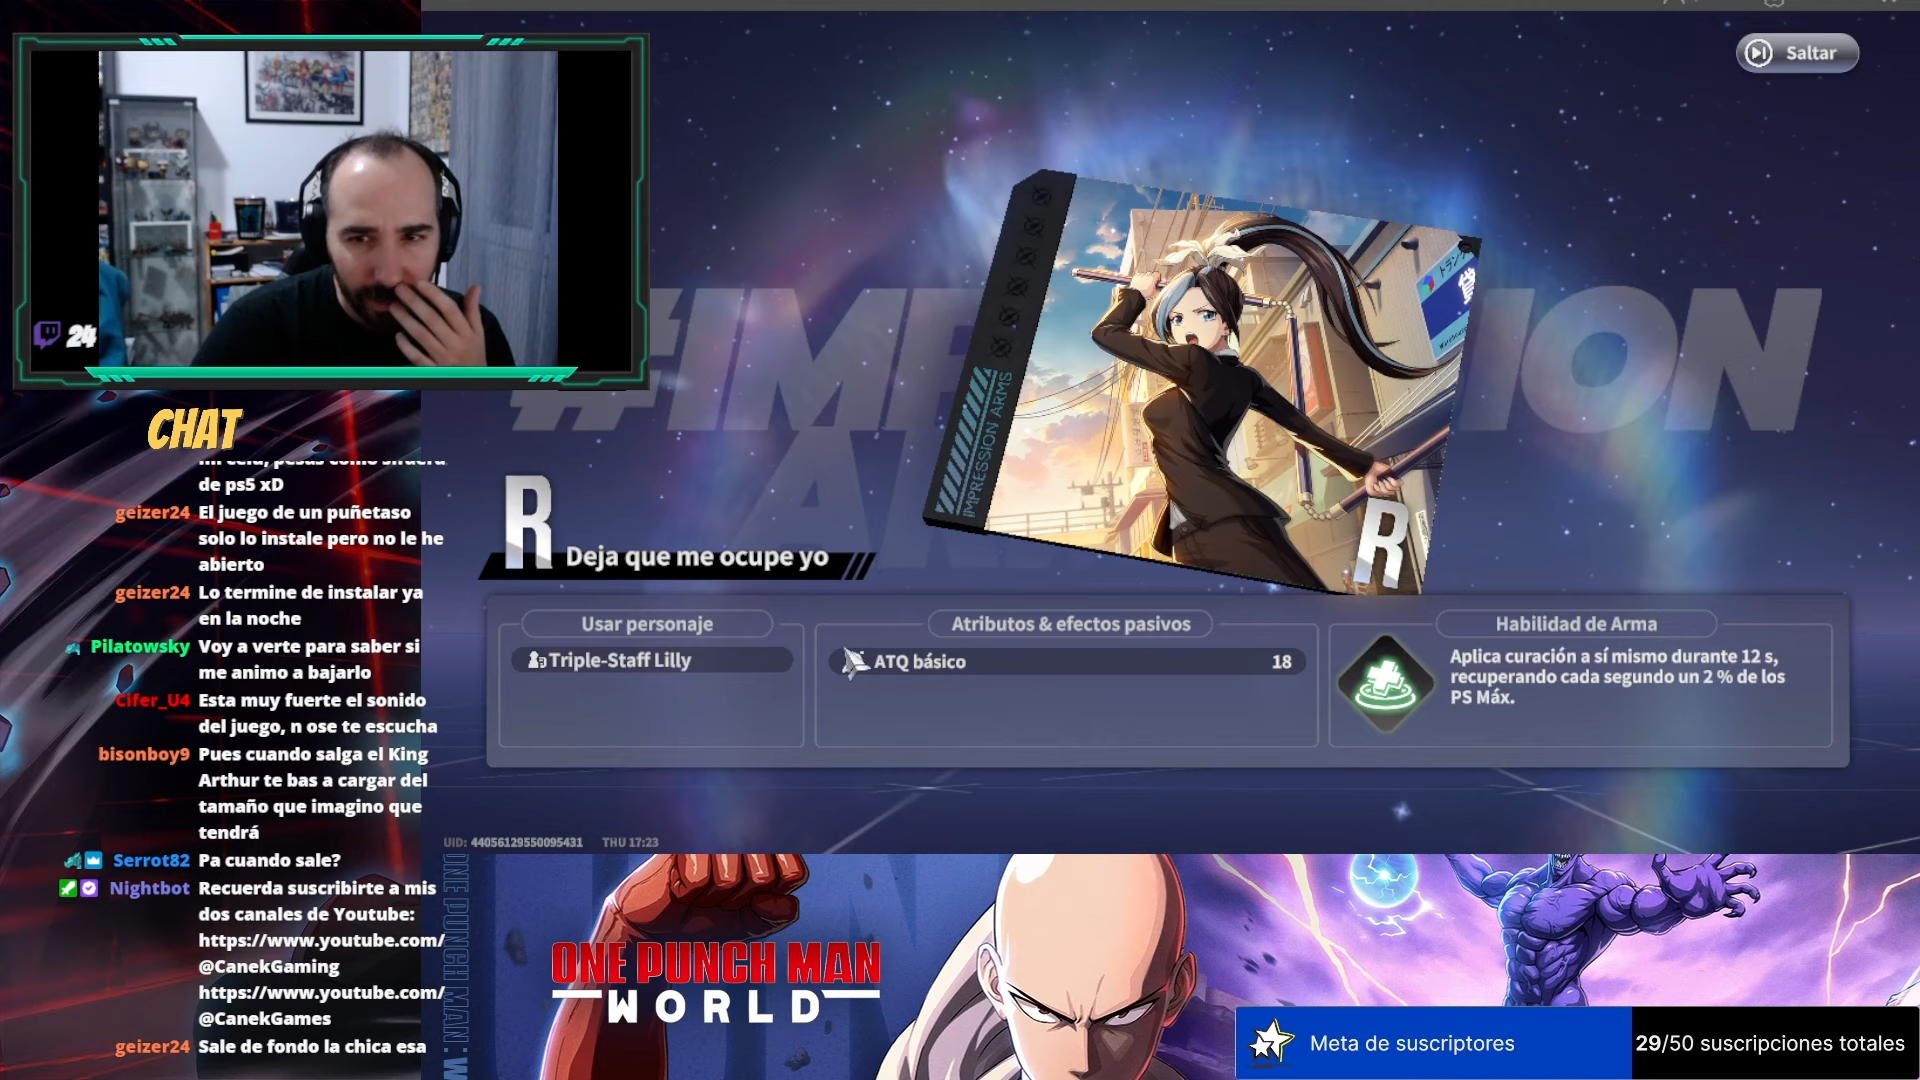 Saltar
24
CHAT
de ps5 xD
geizer24 El juego de un puñetaso
solo lo instale pero no le he
abierto
geizer24 Lo termine de instalar ya
en la noche
Pilatowsky Voy a verte para saber si
me animo a bajarlo
Cifer_U4 Esta muy fuerte el sonido
del juego, n ose te escucha
bisonboy9 Pues cuando salga el King
Arthur te bas a cargar del
tamaño que imagino que
tendrá
Serrot82 Pa cuando sale?
Nightbot Recuerda suscribirte a mis
dos canales de Youtube:
https://www.youtube.com/
@CanekGaming
https://www.youtube.com/
@CanekGames
geizer24 Sale de fondo la chica esa
IMPRESSION ARMS
R
R
Deja que me ocupe yo
Usar personaje
Triple-Staff Lilly
Atributos & efectos pasivos
ATQ básico 18
Habilidad de Arma
Aplica curación a sí mismo durante 12 s,
recuperando cada segundo un 2 % de los
PS Máx.
UID: 44056129550095431 THU 17:23
ONE PUNCH MAN
WORLD
ONE PUNCH MAN : W
Meta de suscriptores
29/50 suscripciones totales